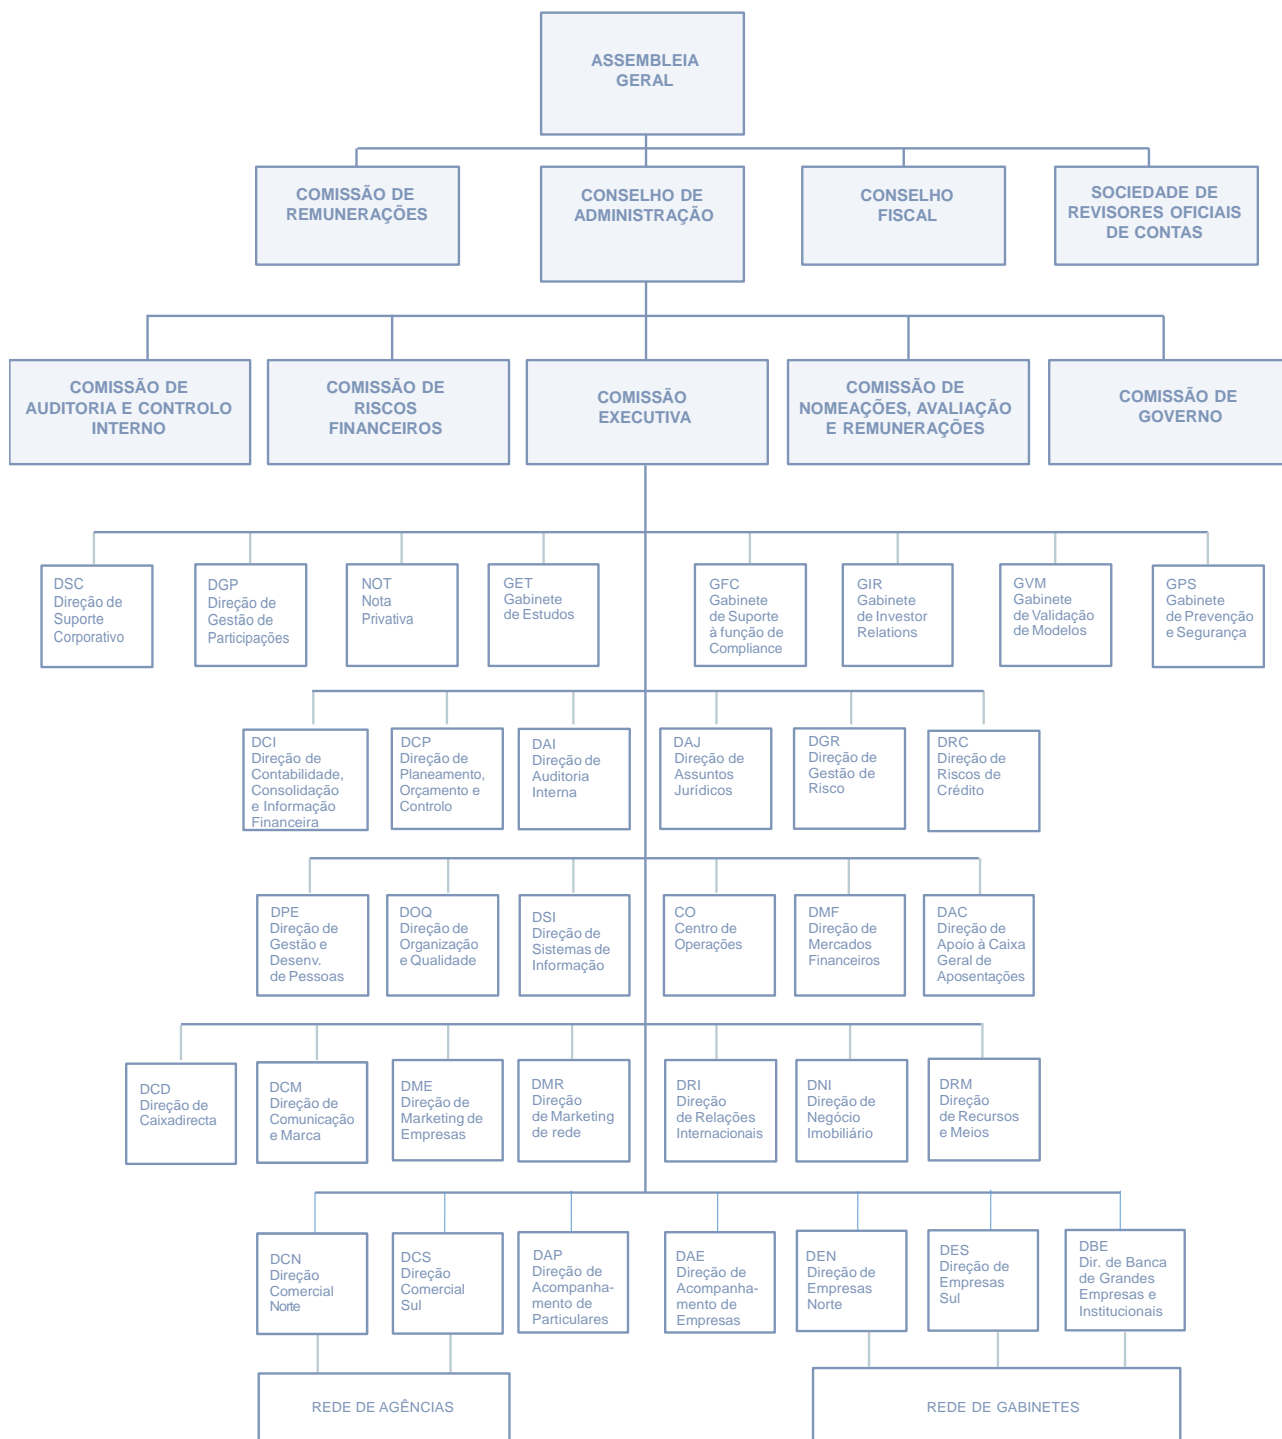 ASSEMBLEIA
GERAL
COMISSÃO DE
REMUNERAÇÕES
CONSELHO DE
ADMINISTRAÇÃO
CONSELHO
FISCAL
SOCIEDADE DE
REVISORES OFICIAIS
DE CONTAS
COMISSÃO DE
AUDITORIA E CONTROLO
INTERNO
COMISSÃO DE
RISCOS
FINANCEIROS
COMISSÃO
EXECUTIVA
COMISSÃO DE
NOMEAÇÕES, AVALIAÇÃO
E REMUNERAÇÕES
COMISSÃO DE
GOVERNO
DSC
Direção de
Suporte
Corporativo
DGP
Direção de
Gestão de
Participações
NOT
Nota
Privativa
GET
Gabinete
de Estudos
GFC
Gabinete
de Suporte
à função de
Compliance
GIR
Gabinete
de Investor
Relations
GVM
Gabinete
de Validação
de Modelos
GPS
Gabinete
de Prevenção
e Segurança
DCI
Direção de
Contabilidade,
Consolidação
e Informação
Financeira
DCP
Direção de
Planeamento,
Orçamento e
Controlo
DAI
Direção de
Auditoria
Interna
DAJ
Direção de
Assuntos
Jurídicos
DGR
Direção de
Gestão de
Risco
DRC
Direção de
Riscos de
Crédito
DPE
Direção de
Gestão e
Desenv.
de Pessoas
DOQ
Direção de
Organização
e Qualidade
DSI
Direção de
Sistemas de
Informação
CO
Centro de
Operações
DMF
Direção de
Mercados
Financeiros
DAC
Direção de
Apoio à Caixa
Geral de
Aposentações
DCD
Direção de
Caixadirecta
DCM
Direção de
Comunicação
e Marca
DME
Direção de
Marketing de
Empresas
DMR
Direção
de Marketing
de rede
DRI
Direção
de Relações
Internacionais
DNI
Direção de
Negócio
Imobiliário
DRM
Direção
de Recursos
e Meios
DCN
Direção
Comercial
Norte
DCS
Direção
Comercial
Sul
DAP
Direção de
Acompanha-
mento de
Particulares
DAE
Direção de
Acompanha-
mento de
Empresas
DEN
Direção de
Empresas
Norte
DES
Direção de
Empresas
Sul
DBE
Dir. de Banca
de Grandes
Empresas e
Institucionais
REDE DE AGÊNCIAS
REDE DE GABINETES